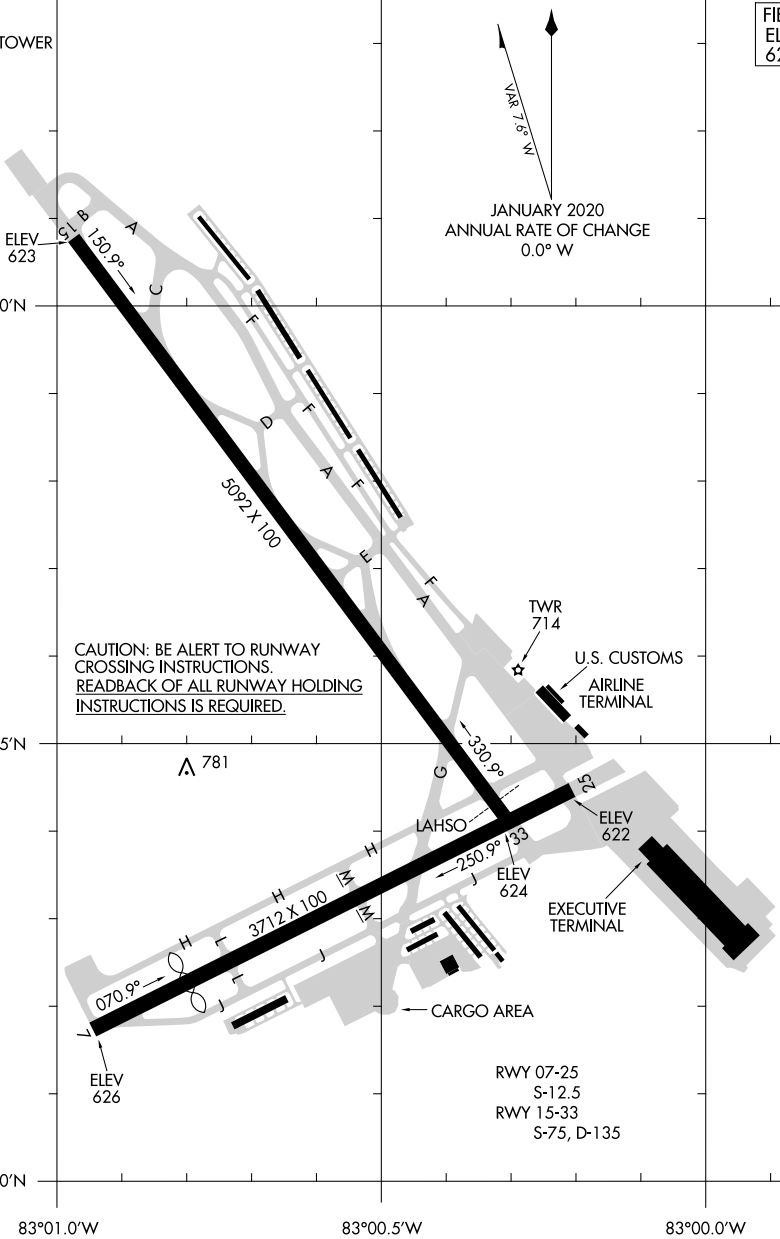 TOWER
FIE
EL
62
VAR 7.6° W
JANUARY 2020
ANNUAL RATE OF CHANGE
0.0° W
ELEV
623
15
B
A
150.9°
C
0'N
F
F
D
A
F
5092 X 100
E
F
A
TWR
714
U.S. CUSTOMS
AIRLINE
TERMINAL
CAUTION: BE ALERT TO RUNWAY
CROSSING INSTRUCTIONS.
READBACK OF ALL RUNWAY HOLDING
INSTRUCTIONS IS REQUIRED.
5'N
781
330.9°
G
25
LAHSO
ELEV
622
33
250.9°
H
J
ELEV
624
M
M
H
3712 X 100
EXECUTIVE
TERMINAL
H
L
L
J
070.9°
J
CARGO AREA
7
ELEV
626
RWY 07-25
S-12.5
RWY 15-33
S-75, D-135
0'N
83°01.0'W
83°00.5'W
83°00.0'W